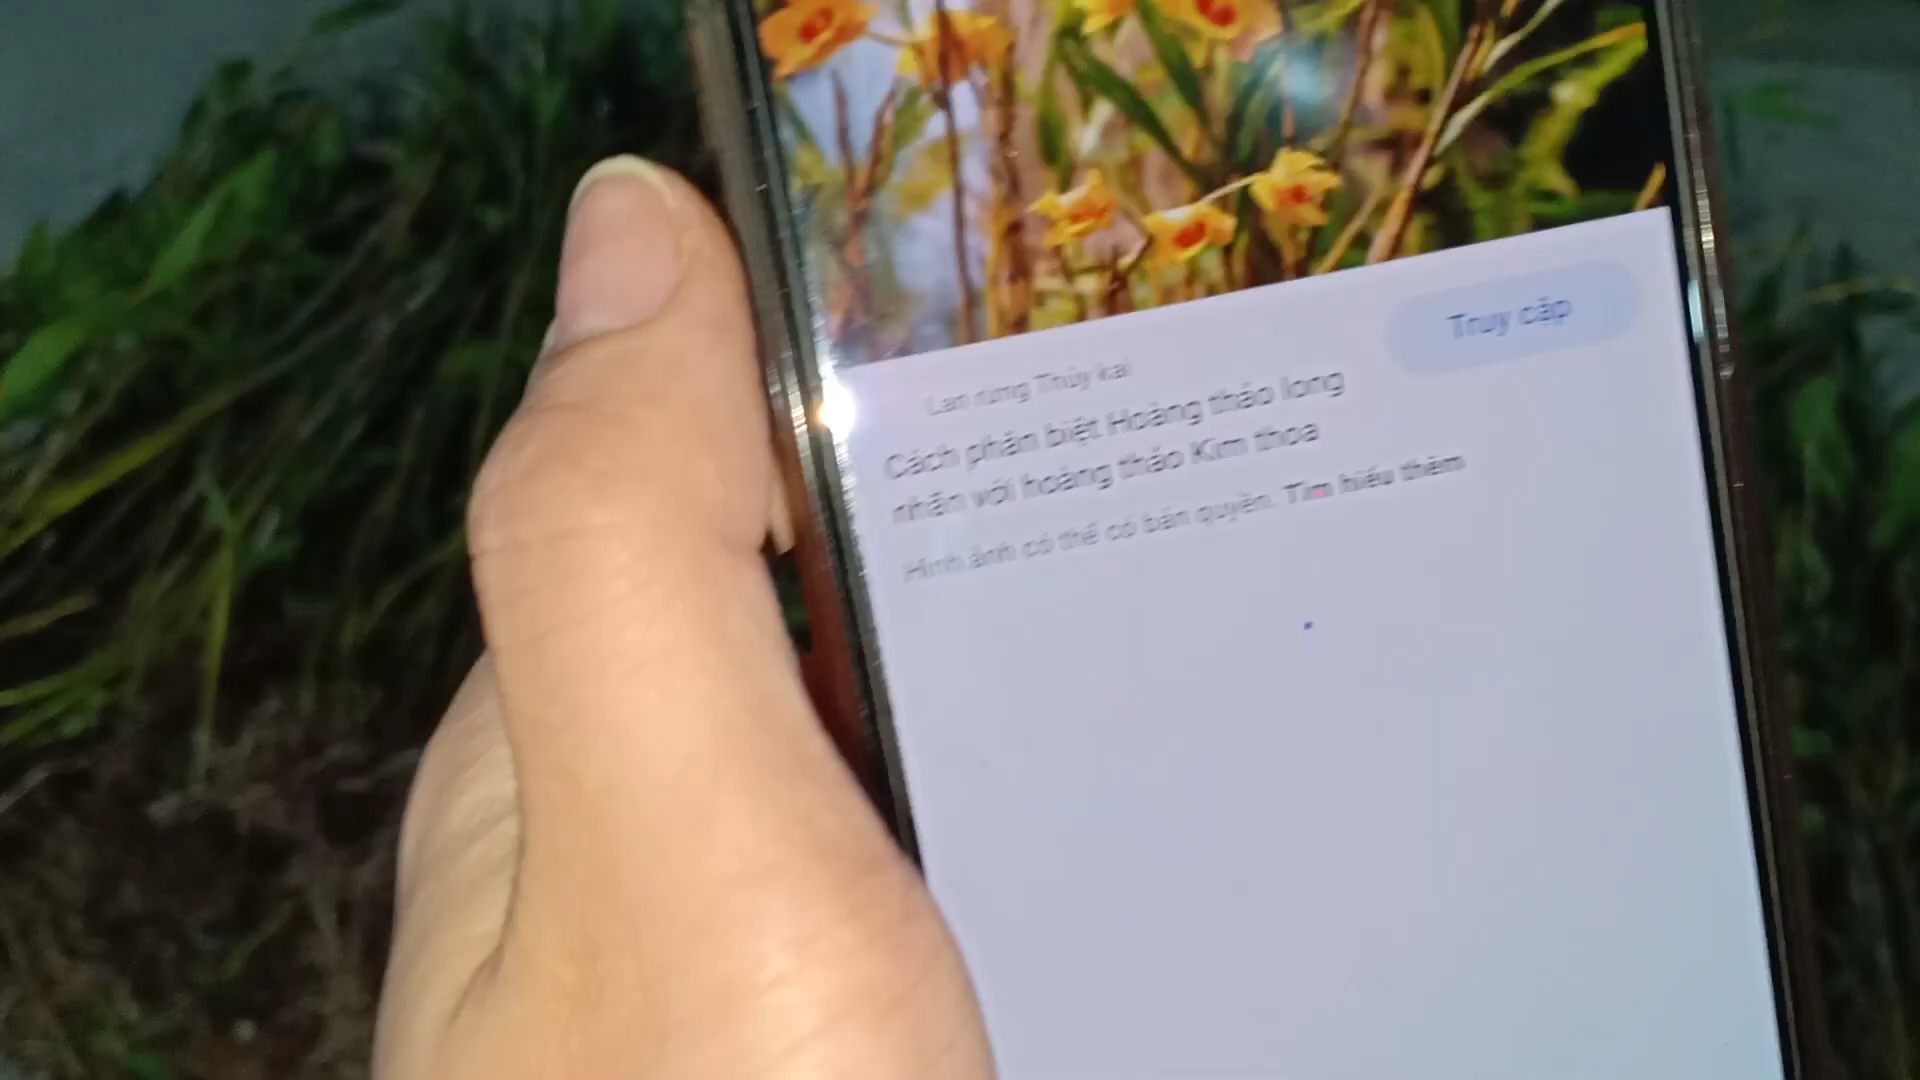 Truy cập
Lan rừng Thủy kai
Cách phân biệt Hoàng thảo long
nhãn với hoàng thảo Kim thoa
Hình ảnh có thể có bản quyền. Tìm hiểu thêm